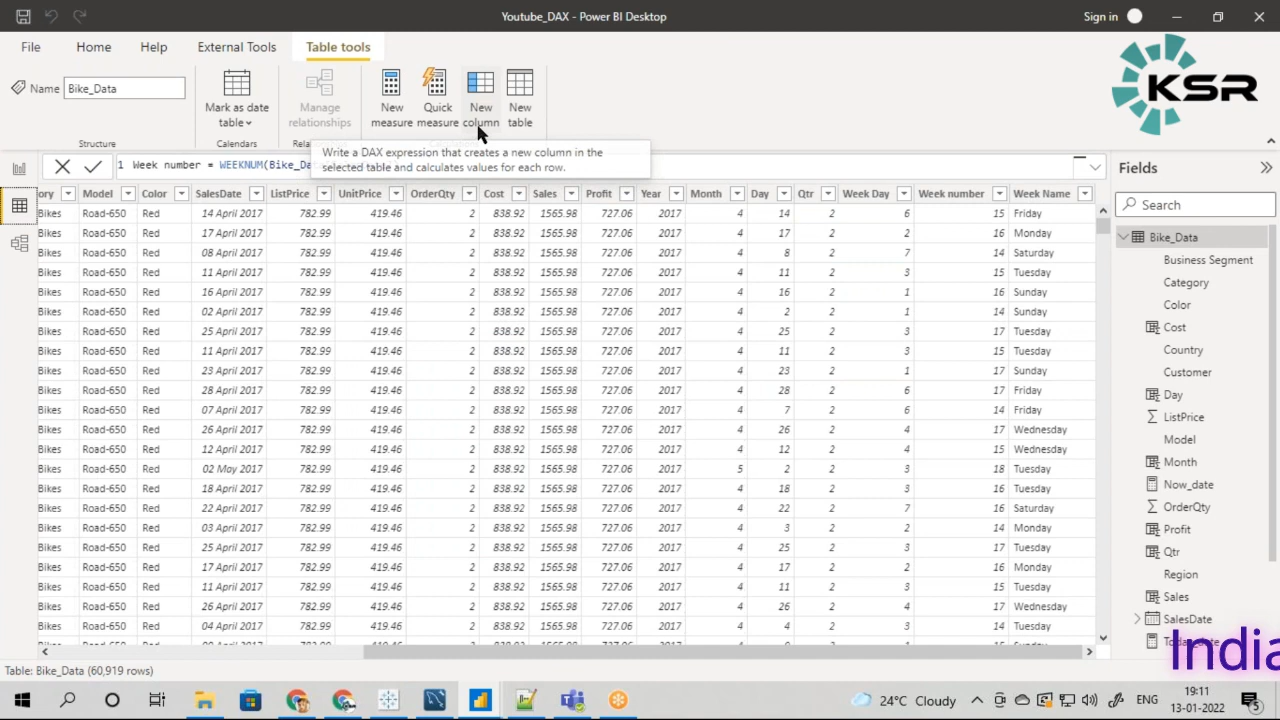 Youtube_DAX - Power BI Desktop
Sign in
File Home Help External Tools Table tools
KSR
Name Bike_Data
Mark as date table
Manage relationships
New measure
Quick measure
New column
New table
Structure Calendars
Write a DAX expression that creates a new column in the
selected table and calculates values for each row.
1 Week number = WEEKNUM(Bike_Da
Model Color SalesDate ListPrice UnitPrice OrderQty Cost Sales Profit Year Month Day Qtr Week Day Week number Week Name
Bikes Road-650 Red 14 April 2017 782.99 419.46 2 838.92 1565.98 727.06 2017 4 14 2 6 15 Friday
Bikes Road-650 Red 17 April 2017 782.99 419.46 2 838.92 1565.98 727.06 2017 4 17 2 2 16 Monday
Bikes Road-650 Red 08 April 2017 782.99 419.46 2 838.92 1565.98 727.06 2017 4 8 2 7 14 Saturday
Bikes Road-650 Red 11 April 2017 782.99 419.46 2 838.92 1565.98 727.06 2017 4 11 2 3 15 Tuesday
Bikes Road-650 Red 16 April 2017 782.99 419.46 2 838.92 1565.98 727.06 2017 4 16 2 1 16 Sunday
Bikes Road-650 Red 02 April 2017 782.99 419.46 2 838.92 1565.98 727.06 2017 4 2 2 1 14 Sunday
Bikes Road-650 Red 25 April 2017 782.99 419.46 2 838.92 1565.98 727.06 2017 4 25 2 3 17 Tuesday
Bikes Road-650 Red 11 April 2017 782.99 419.46 2 838.92 1565.98 727.06 2017 4 11 2 3 15 Tuesday
Bikes Road-650 Red 23 April 2017 782.99 419.46 2 838.92 1565.98 727.06 2017 4 23 2 1 17 Sunday
Bikes Road-650 Red 28 April 2017 782.99 419.46 2 838.92 1565.98 727.06 2017 4 28 2 6 17 Friday
Bikes Road-650 Red 07 April 2017 782.99 419.46 2 838.92 1565.98 727.06 2017 4 7 2 6 14 Friday
Bikes Road-650 Red 26 April 2017 782.99 419.46 2 838.92 1565.98 727.06 2017 4 26 2 4 17 Wednesday
Bikes Road-650 Red 12 April 2017 782.99 419.46 2 838.92 1565.98 727.06 2017 4 12 2 4 15 Wednesday
Bikes Road-650 Red 02 May 2017 782.99 419.46 2 838.92 1565.98 727.06 2017 5 2 2 3 18 Tuesday
Bikes Road-650 Red 18 April 2017 782.99 419.46 2 838.92 1565.98 727.06 2017 4 18 2 3 16 Tuesday
Bikes Road-650 Red 22 April 2017 782.99 419.46 2 838.92 1565.98 727.06 2017 4 22 2 7 16 Saturday
Bikes Road-650 Red 03 April 2017 782.99 419.46 2 838.92 1565.98 727.06 2017 4 3 2 2 14 Monday
Bikes Road-650 Red 25 April 2017 782.99 419.46 2 838.92 1565.98 727.06 2017 4 25 2 3 17 Tuesday
Bikes Road-650 Red 17 April 2017 782.99 419.46 2 838.92 1565.98 727.06 2017 4 17 2 2 16 Monday
Bikes Road-650 Red 11 April 2017 782.99 419.46 2 838.92 1565.98 727.06 2017 4 11 2 3 15 Tuesday
Bikes Road-650 Red 26 April 2017 782.99 419.46 2 838.92 1565.98 727.06 2017 4 26 2 4 17 Wednesday
Bikes Road-650 Red 04 April 2017 782.99 419.46 2 838.92 1565.98 727.06 2017 4 4 2 3 14 Tuesday
Fields
Search
Bike_Data
Business Segment
Category
Color
Cost
Country
Customer
Day
ListPrice
Model
Month
Now_date
OrderQty
Profit
Qtr
Region
Sales
SalesDate
India
Table: Bike_Data (60,919 rows)
24°C Cloudy
ENG
19:11
13-01-2022
5